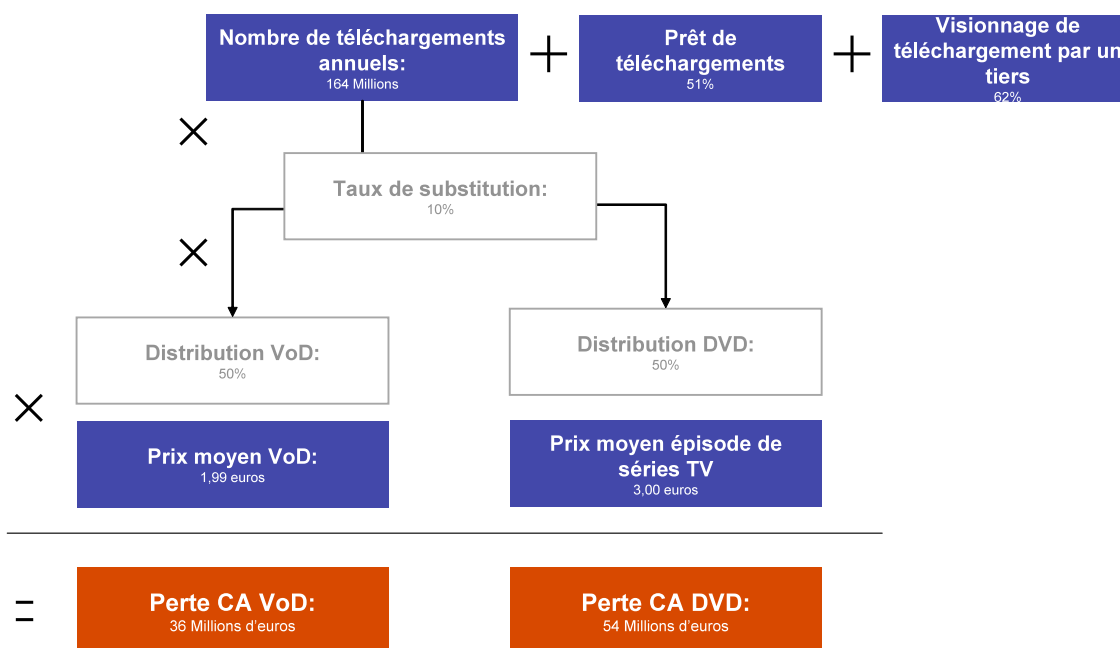 Nombre de téléchargements
annuels:
164 Millions
Prêt de
téléchargements
51%
Visionnage de
téléchargement par un
tiers
62%
Taux de substitution:
10%
Distribution VoD:
50%
Distribution DVD:
50%
Prix moyen VoD:
1,99 euros
Prix moyen épisode de
séries TV
3,00 euros
Perte CA VoD:
36 Millions d'euros
Perte CA DVD:
54 Millions d'euros